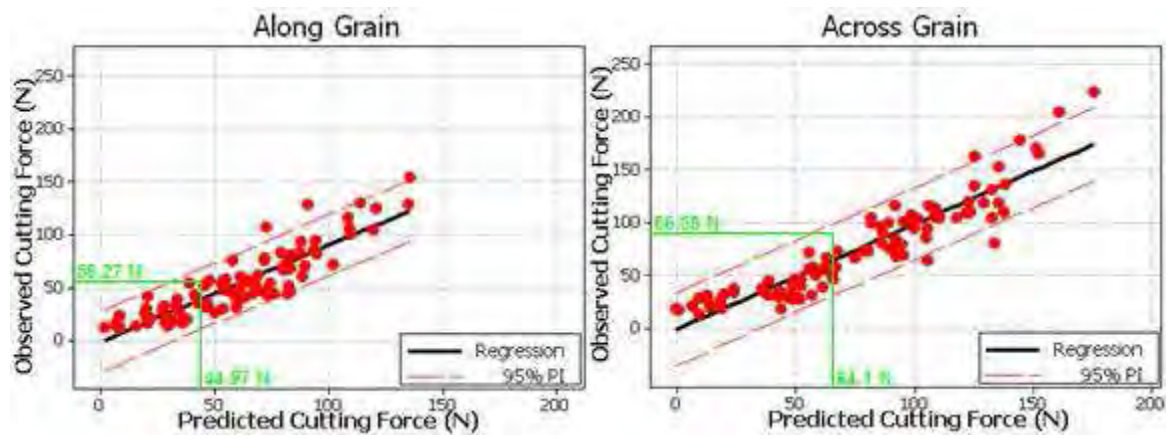 Along Grain
Observed Cutting Force (N)
250
200
150
100
50
0
56.27 N
44.97 N
Regression
95% PI
0
50
100
150
200
Predicted Cutting Force (N)
Across Grain
Observed Cutting Force (N)
250
200
150
100
50
0
64.1 N
Regression
95% PI
0
50
100
150
200
Predicted Cutting Force (N)